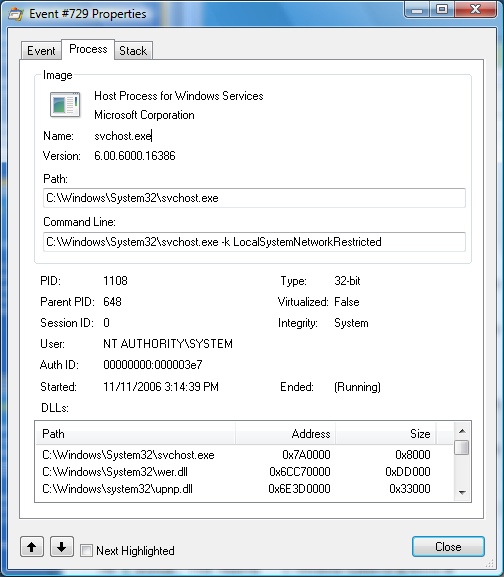 Event #729 Properties
Event Process Stack
Image
Host Process for Windows Services
Microsoft Corporation
Name: svchost.exe
Version: 6.00.6000.16386
Path:
C:\Windows\System32\svchost.exe
Command Line:
C:\Windows\System32\svchost.exe -k LocalSystemNetworkRestricted
PID: 1108 Type: 32-bit
Parent PID: 648 Virtualized: False
Session ID: 0 Integrity: System
User: NT AUTHORITY\SYSTEM
Auth ID: 00000000:000003e7
Started: 11/11/2006 3:14:39 PM Ended: (Running)
DLLs:
Path Address Size
C:\Windows\System32\svchost.exe 0x7A0000 0x8000
C:\Windows\System32\wer.dll 0x6CC70000 0xDD000
C:\Windows\system32\upnp.dll 0x6E3D0000 0x33000
Next Highlighted Close